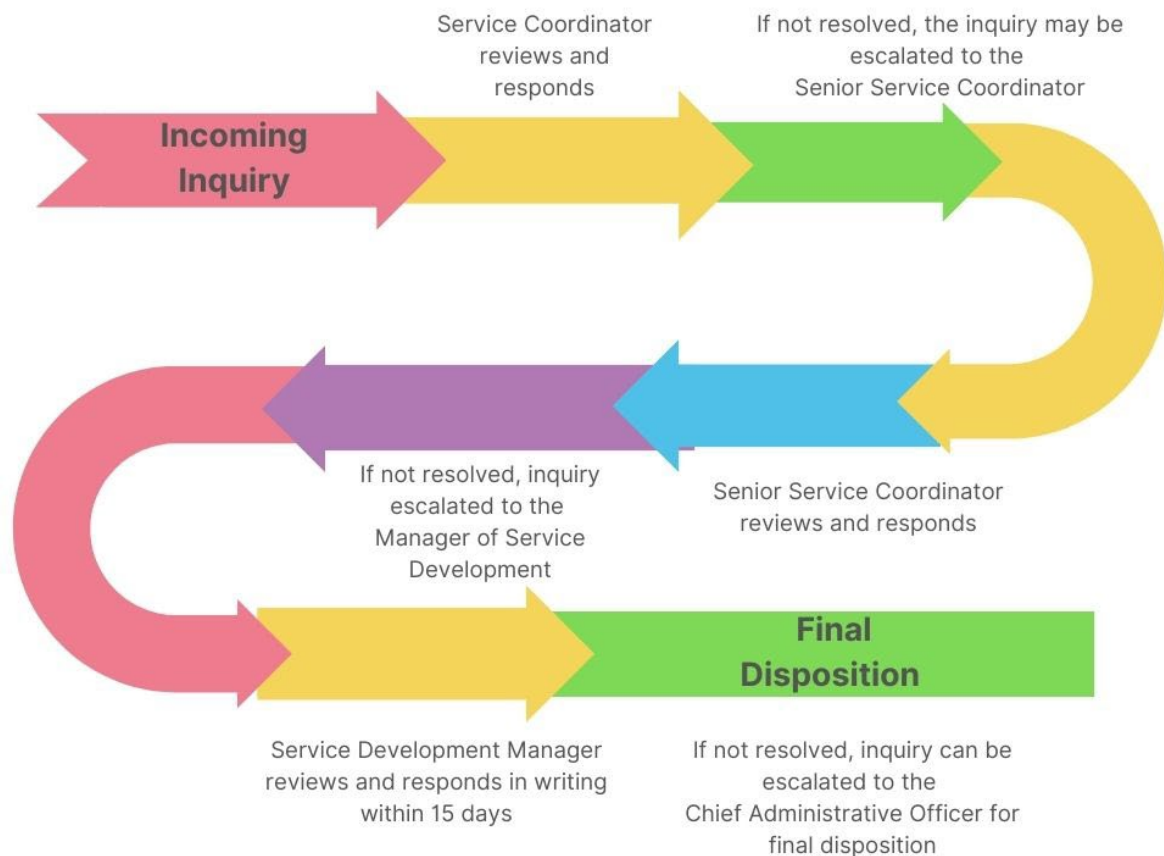 Incoming
Inquiry
Service Coordinator
reviews and
responds
If not resolved, the inquiry may be
escalated to the
Senior Service Coordinator
Senior Service Coordinator
reviews and responds
If not resolved, inquiry
escalated to the
Manager of Service
Development
Service Development Manager
reviews and responds in writing
within 15 days
Final
Disposition
If not resolved, inquiry can be
escalated to the
Chief Administrative Officer for
final disposition